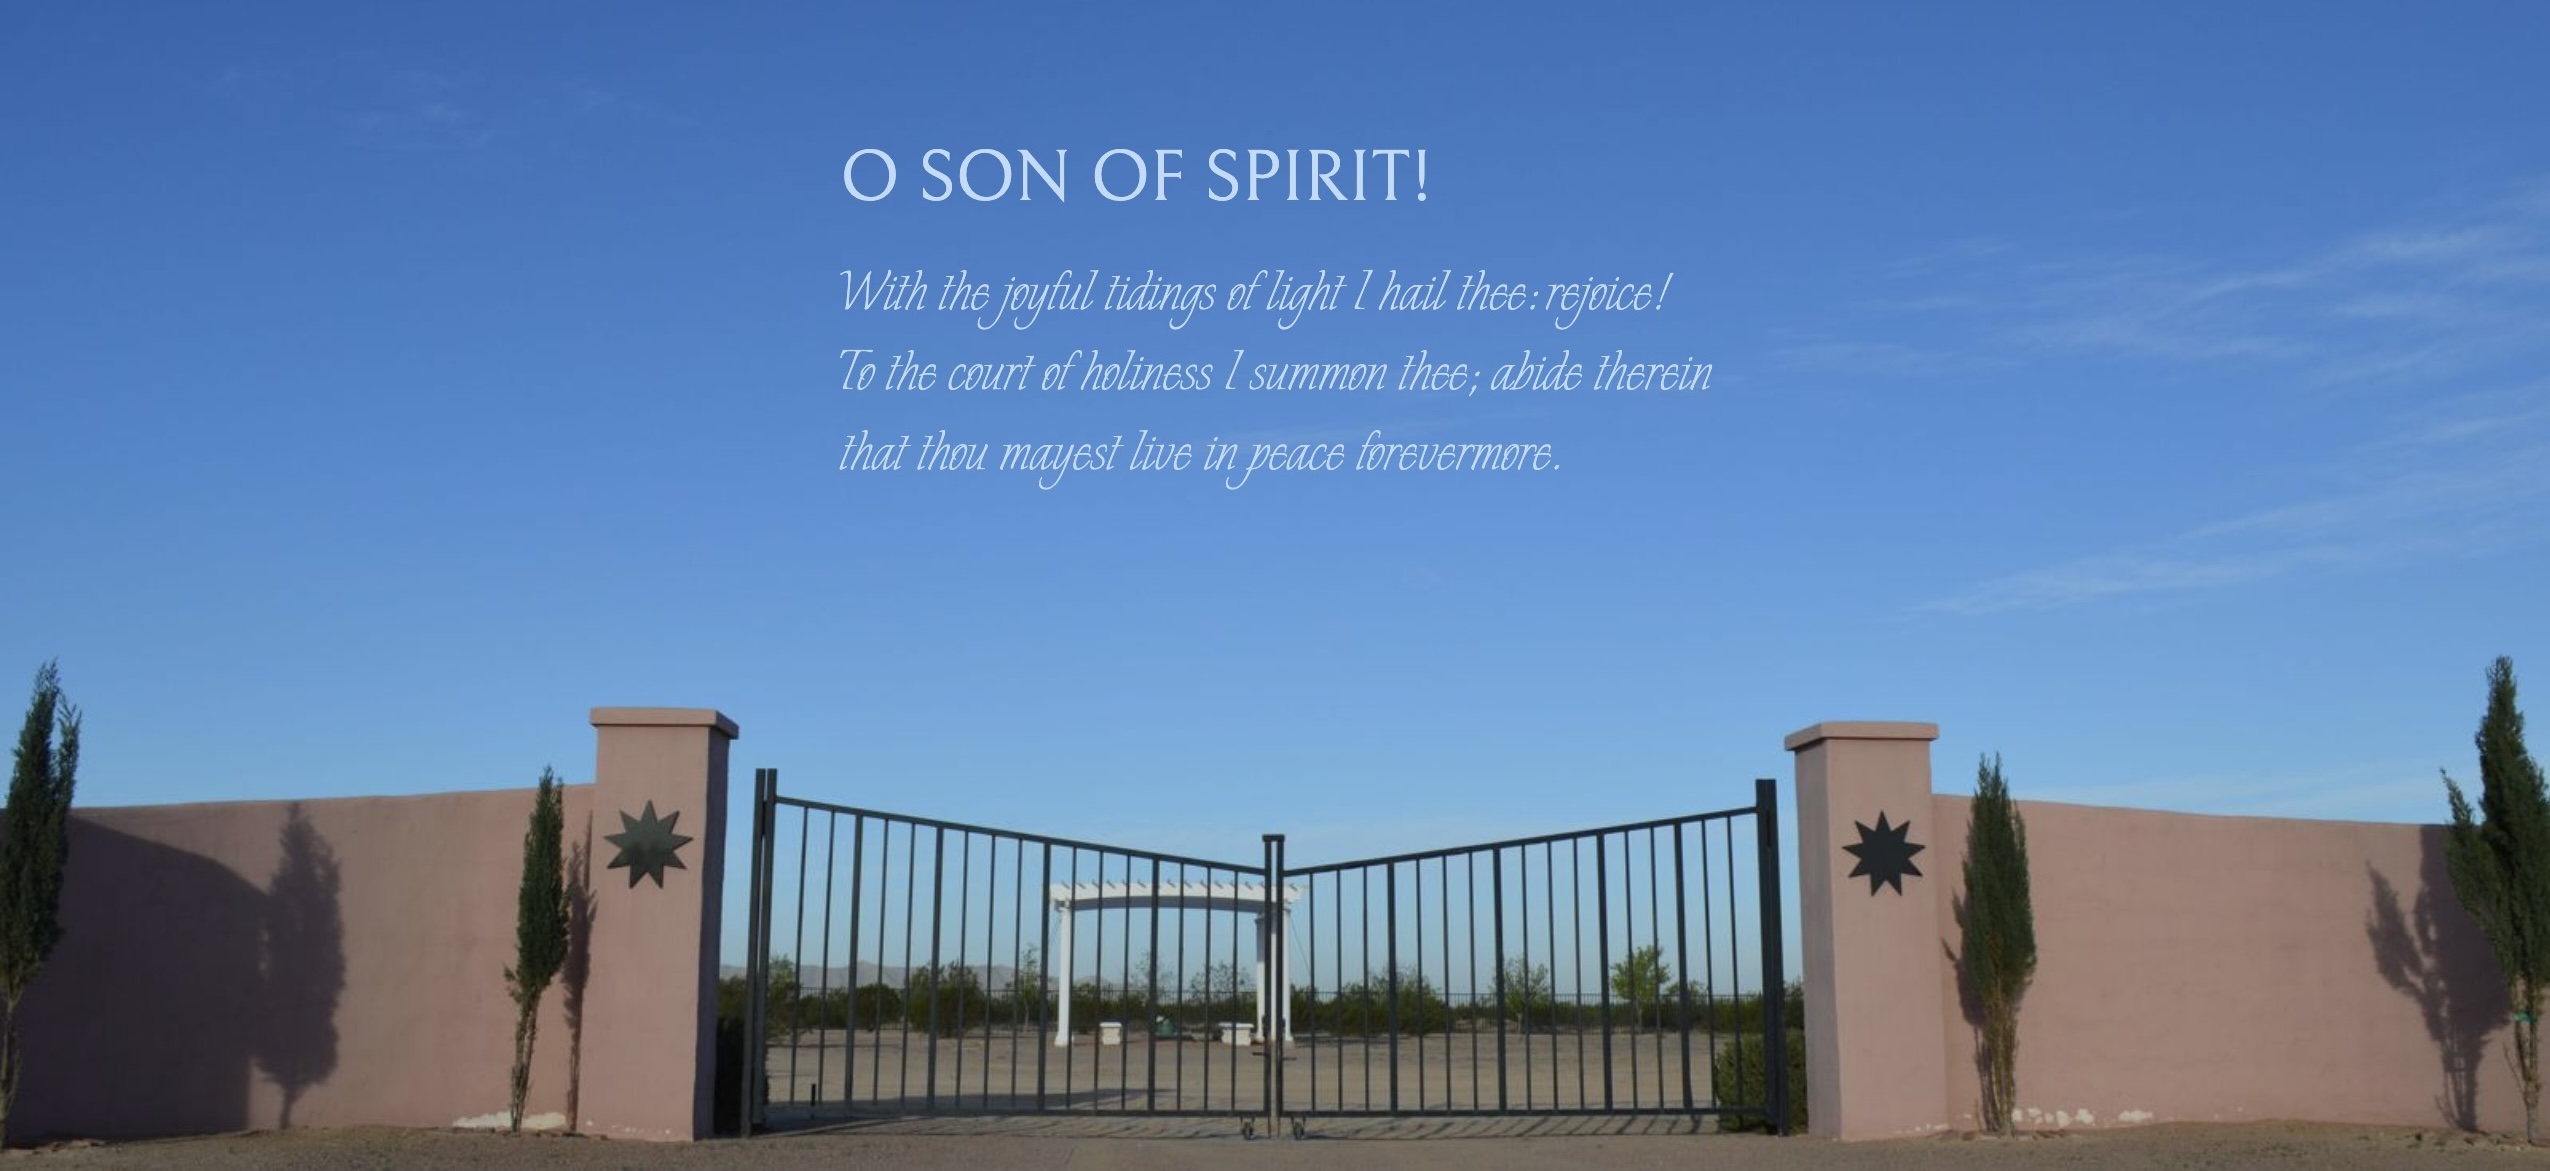 O SON OF SPIRIT!
With the joyful tidings of light I hail thee: rejoice!
To the court of holiness I summon thee; abide therein
that thou mayest live in peace forevermore.